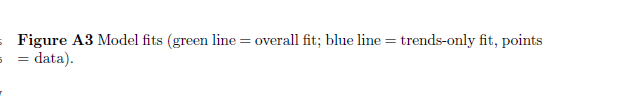 Figure A3 Model fits (green line = overall fit; blue line = trends-only fit, points
= data).